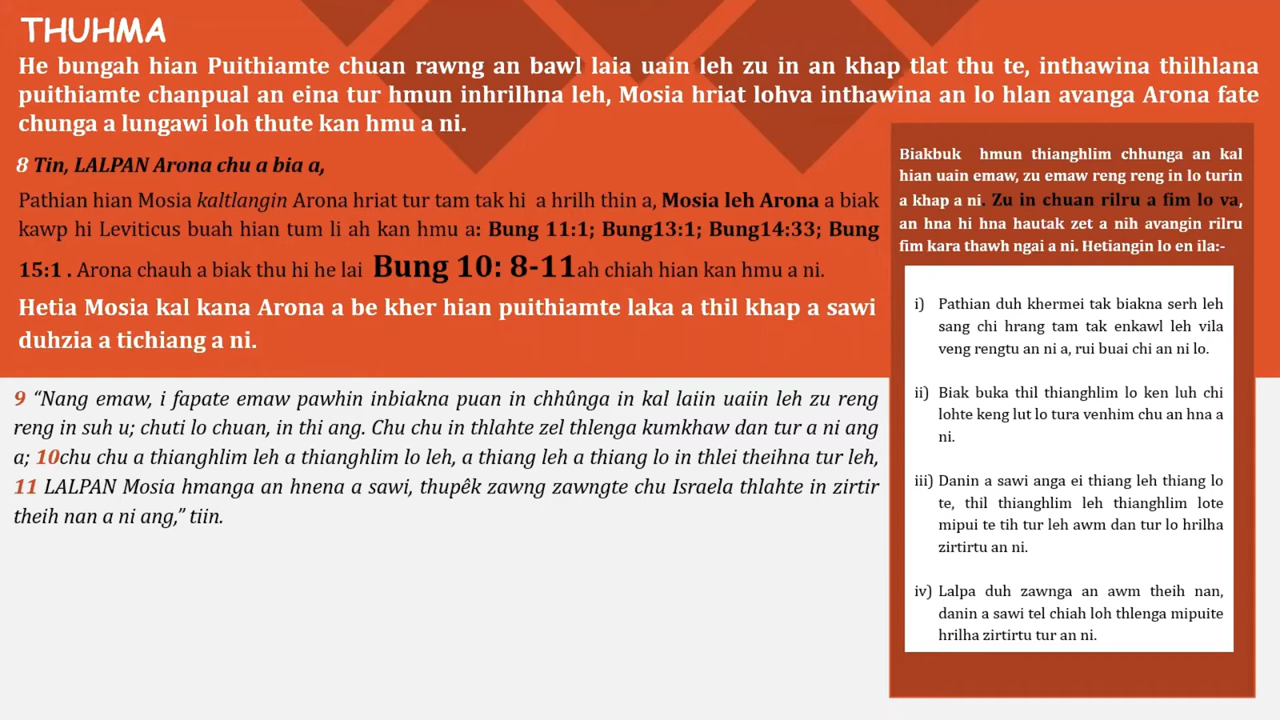 THUHMA
He bungah hian Puithiamte chuan rawng an bawl laia uain leh zu in an khap tlat thu te, inthawina thilhlana
puithiamte chanpual an eina tur hmun inhrilhna leh, Mosia hriat lohva inthawina an lo hlan avanga Arona fate
chunga a lungawi loh thute kan hmu a ni.
8 Tin, LALPAN Arona chu a bia a,
Pathian hian Mosia kaltlangin Arona hriat tur tam tak hi a hrilh thin a, Mosia leh Arona a biak
kawp hi Leviticus buah hian tum li ah kan hmu a: Bung 11:1; Bung13:1; Bung14:33; Bung
15:1 . Arona chauh a biak thu hi he lai Bung 10: 8-11ah chiah hian kan hmu a ni.
Hetia Mosia kal kana Arona a be kher hian puithiamte laka a thil khap a sawi
duhzia a tichiang a ni.
9 “Nang emaw, i fapate emaw pawhin inbiakna puan in chhûnga in kal laiin uaiin leh zu reng
reng in suh u; chuti lo chuan, in thi ang. Chu chu in thlahte zel thlenga kumkhaw dan tur a ni ang
a; 10chu chu a thianghlim leh a thianghlim lo leh, a thiang leh a thiang lo in thlei theihna tur leh,
11 LALPAN Mosia hmanga an hnena a sawi, thupêk zawng zawngte chu Israela thlahte in zirtir
theih nan a ni ang,” tiin.
Biakbuk hmun thianghlim chhunga an kal
hian uain emaw, zu emaw reng reng in lo turin
a khap a ni. Zu in chuan rilru a fim lo va,
an hna hi hna hautak zet a nih avangin rilru
fim kara thawh ngai a ni. Hetiangin lo en ila:-
i) Pathian duh khermei tak biakna serh leh
sang chi hrang tam tak enkawl leh vila
veng rengtu an ni a, rui buai chi an ni lo.
ii) Biak buka thil thianghlim lo ken luh chi
lohte keng lut lo tura venhim chu an hna a
ni.
iii) Danin a sawi anga ei thiang leh thiang lo
te, thil thianghlim leh thianghlim lote
mipui te tih tur leh awm dan tur lo hrilha
zirtirtu an ni.
iv) Lalpa duh zawnga an awm theih nan,
danin a sawi tel chiah loh thlenga mipuite
hrilha zirtirtu tur an ni.